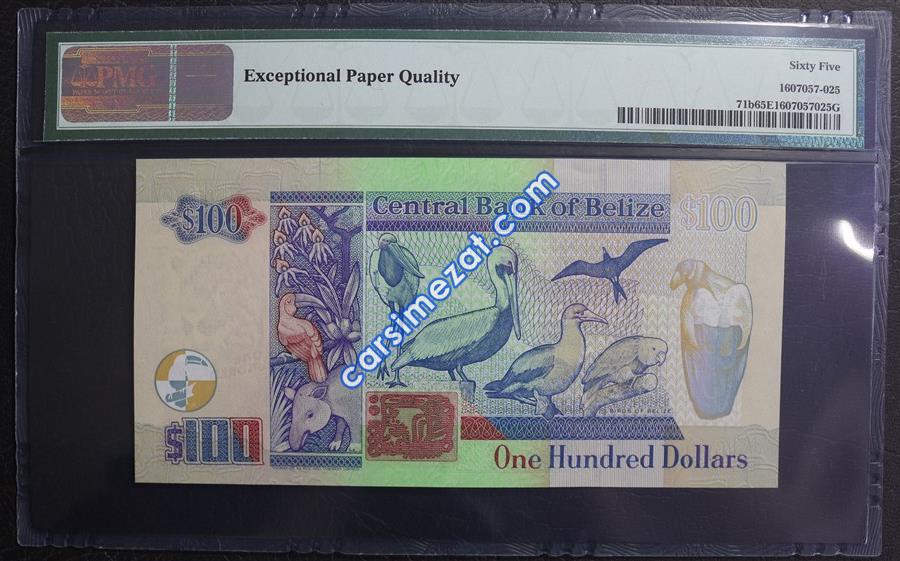 PMG
Exceptional Paper Quality
Sixty Five
1607057-025
71b65E1607057025G
$100
Central Bank of Belize
$100
carsimezat.com
BIRDS OF BELIZE
$100
One Hundred Dollars